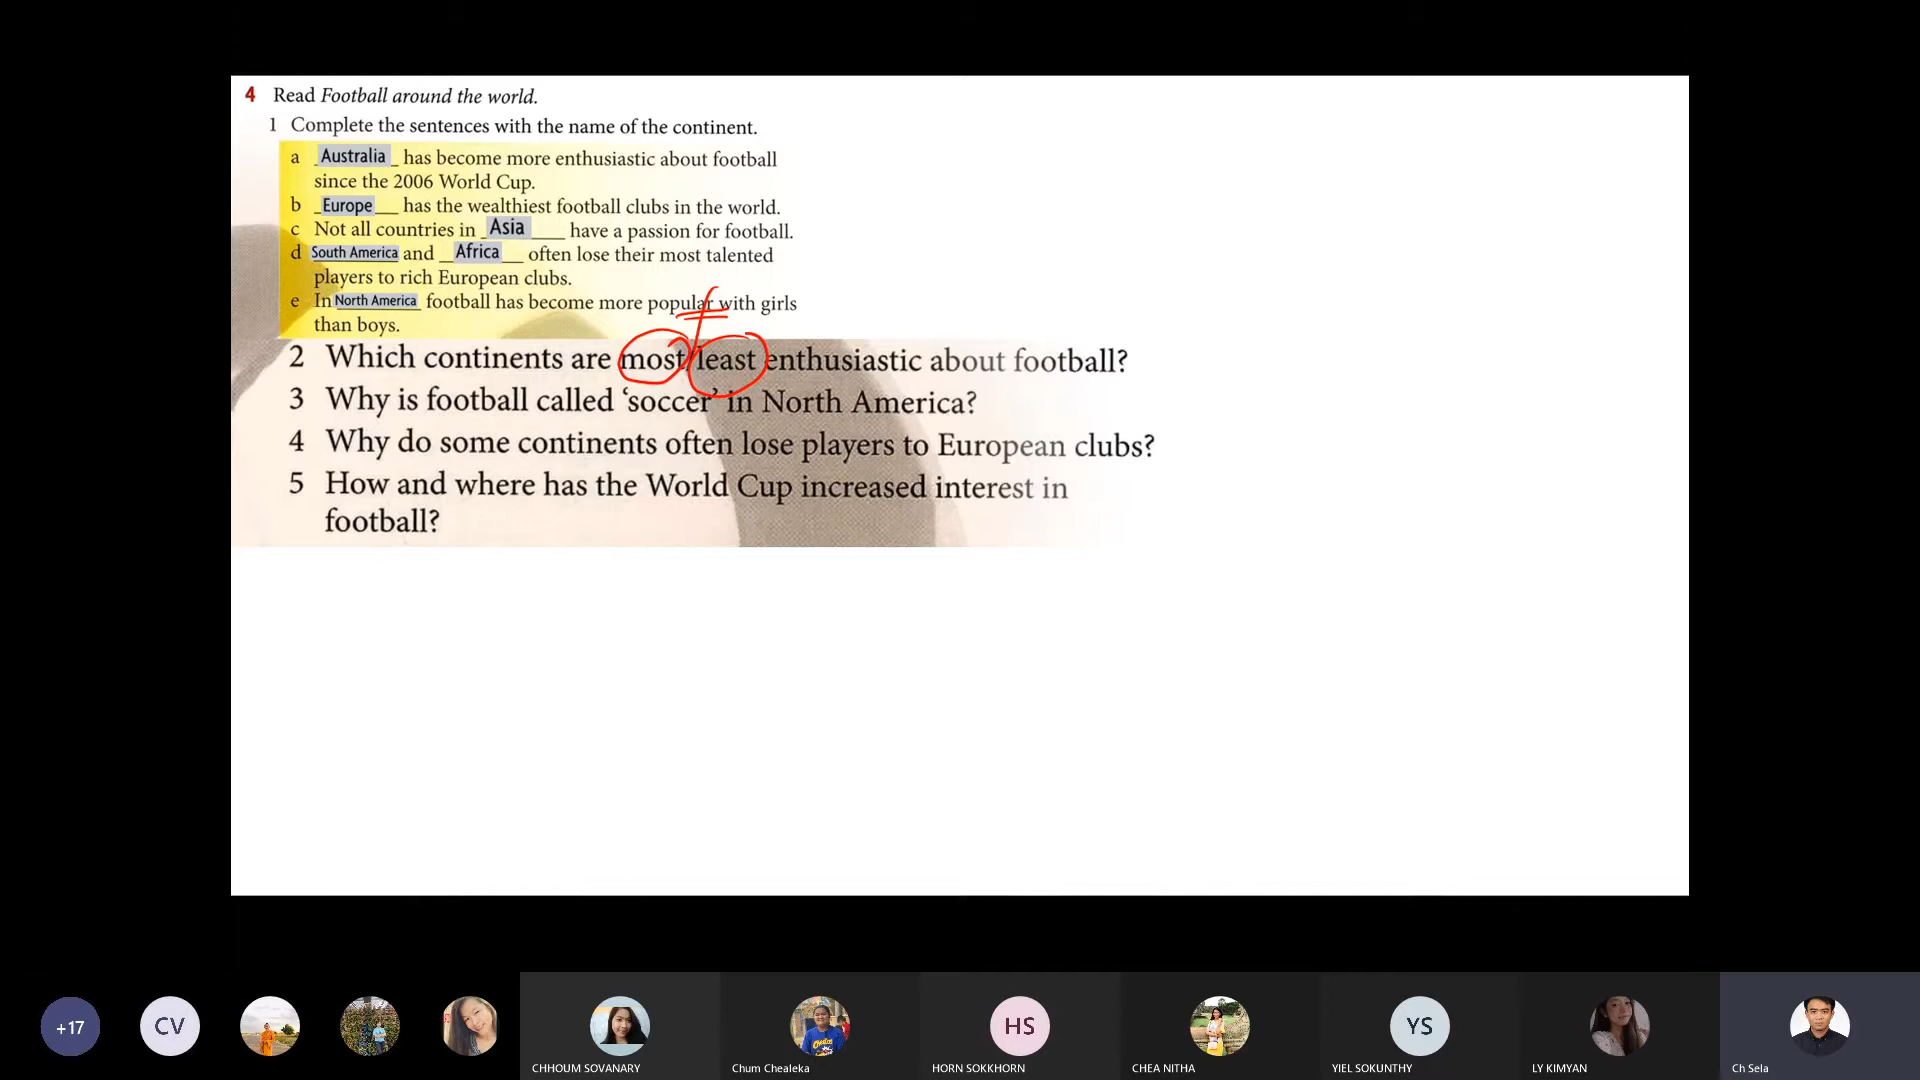 4 Read Football around the world.
1 Complete the sentences with the name of the continent.
a _Australia_ has become more enthusiastic about football
since the 2006 World Cup.
b _Europe___ has the wealthiest football clubs in the world.
c Not all countries in _Asia___ have a passion for football.
d South America and _Africa__ often lose their most talented
players to rich European clubs.
e In North America football has become more popular with girls
than boys.
2 Which continents are most/least enthusiastic about football?
3 Why is football called ‘soccer’ in North America?
4 Why do some continents often lose players to European clubs?
5 How and where has the World Cup increased interest in
football?
+17
CV
HS
YS
CHHOUM SOVANARY
Chum Chealeka
HORN SOKKHORN
CHEA NITHA
YIEL SOKUNTHY
LY KIMYAN
Ch Sela